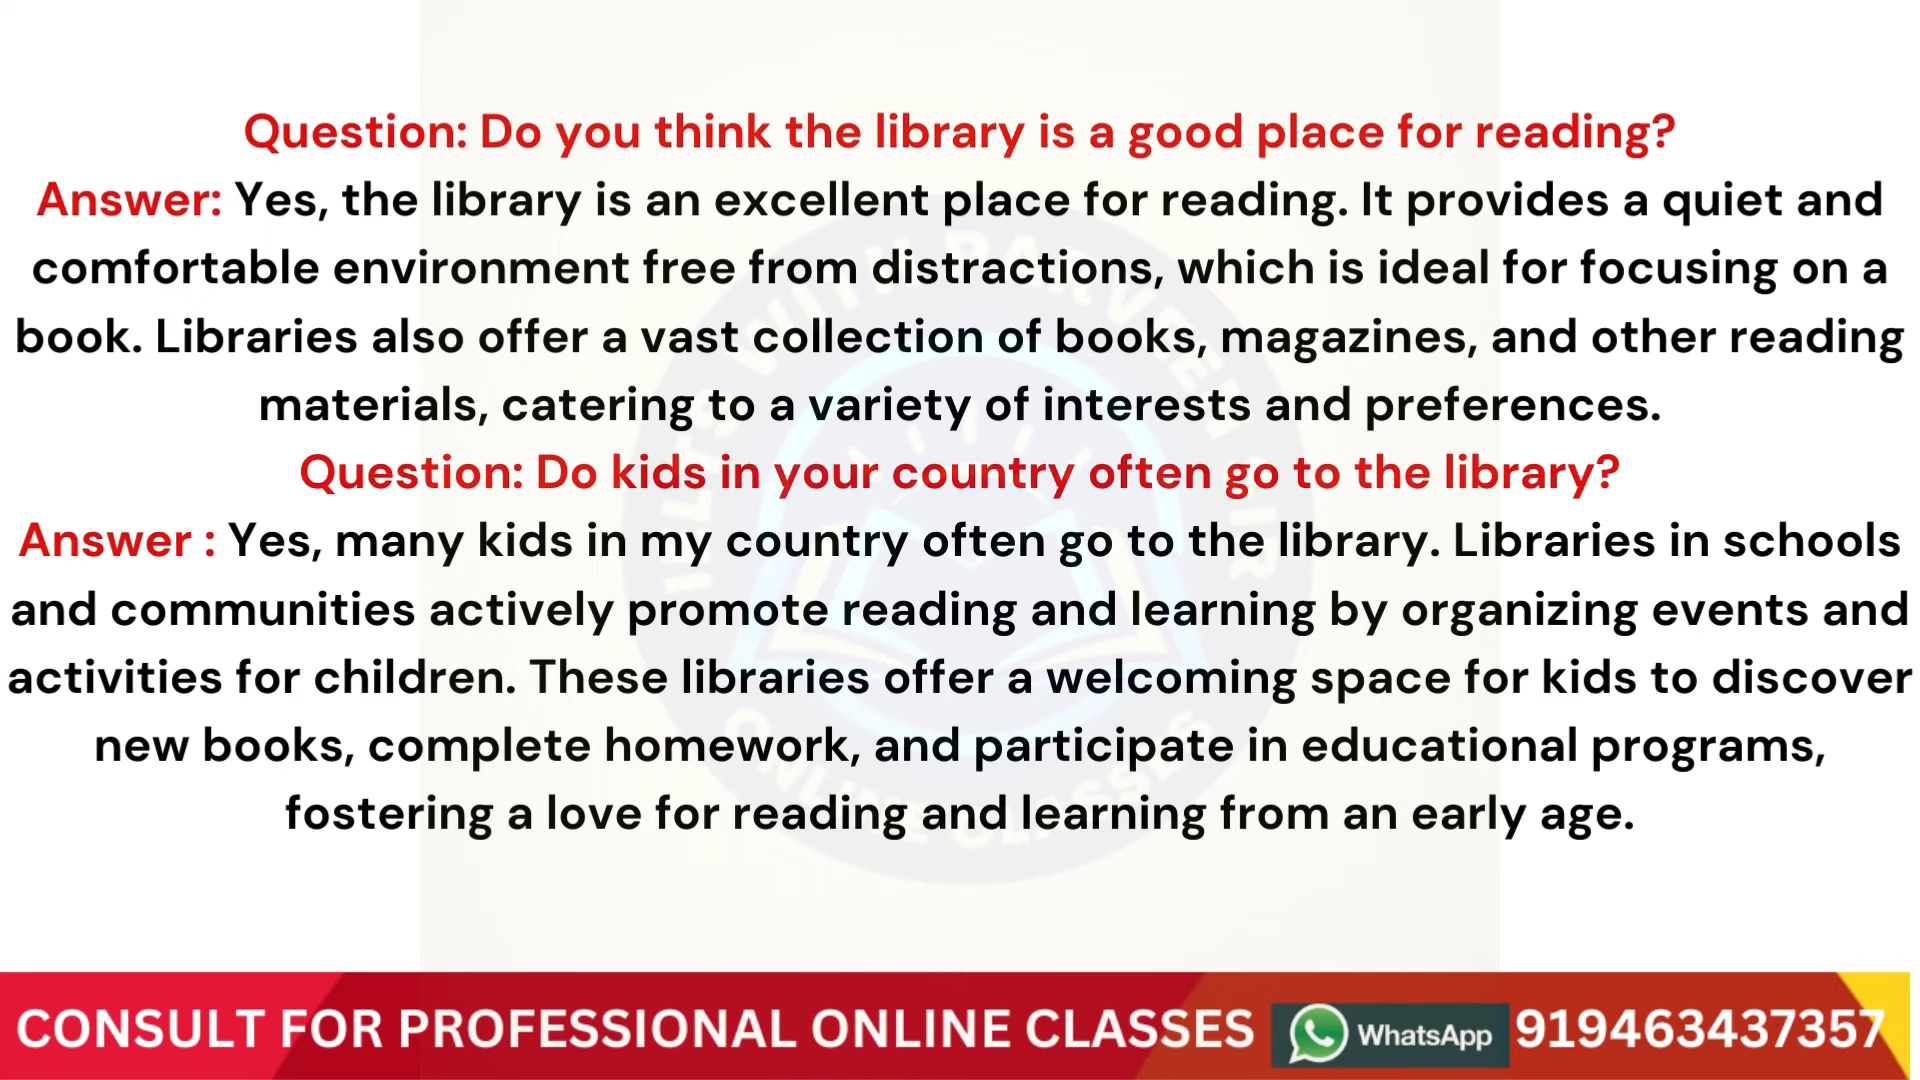 Question: Do you think the library is a good place for reading?
Answer: Yes, the library is an excellent place for reading. It provides a quiet and
comfortable environment free from distractions, which is ideal for focusing on a
book. Libraries also offer a vast collection of books, magazines, and other reading
materials, catering to a variety of interests and preferences.
Question: Do kids in your country often go to the library?
Answer : Yes, many kids in my country often go to the library. Libraries in schools
and communities actively promote reading and learning by organizing events and
activities for children. These libraries offer a welcoming space for kids to discover
new books, complete homework, and participate in educational programs,
fostering a love for reading and learning from an early age.
IELTS WITH PALVEER SIR
ONLINE CLASSES
CONSULT FOR PROFESSIONAL ONLINE CLASSES WhatsApp 919463437357